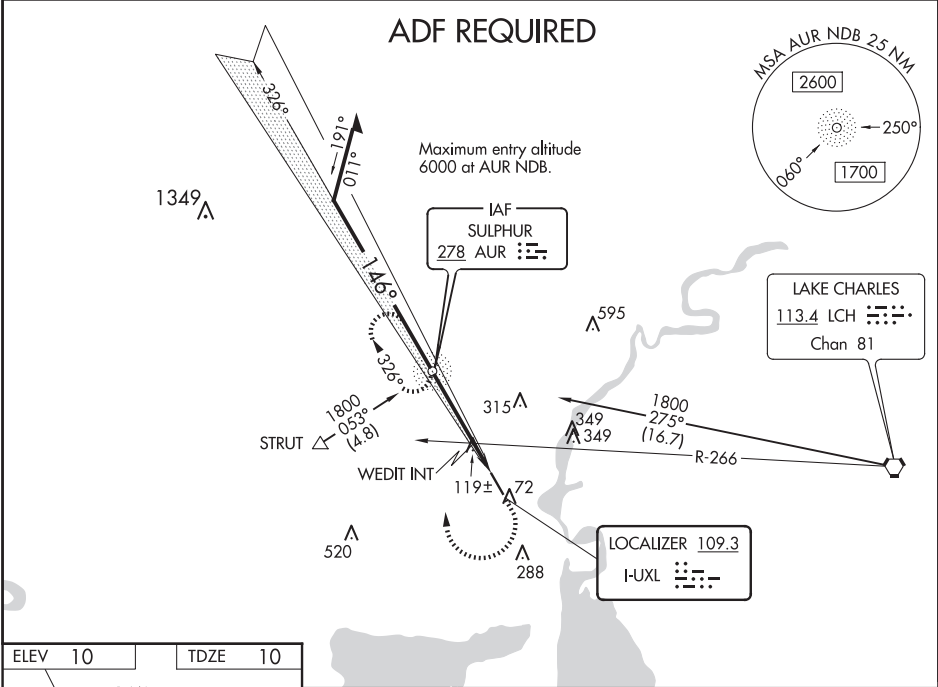 ADF REQUIRED
MSA AUR NDB 25 NM
2600
250°
060°
1700
326°
191°
011°
Maximum entry altitude
6000 at AUR NDB.
1349
IAF
SULPHUR
278 AUR
146°
LAKE CHARLES
113.4 LCH
Chan 81
595
326°
1800
053°
(4.8)
STRUT
315
349
349
1800
275°
(16.7)
R-266
WEDIT INT
119±
72
520
288
LOCALIZER 109.3
I-UXL
ELEV 10
TDZE 10